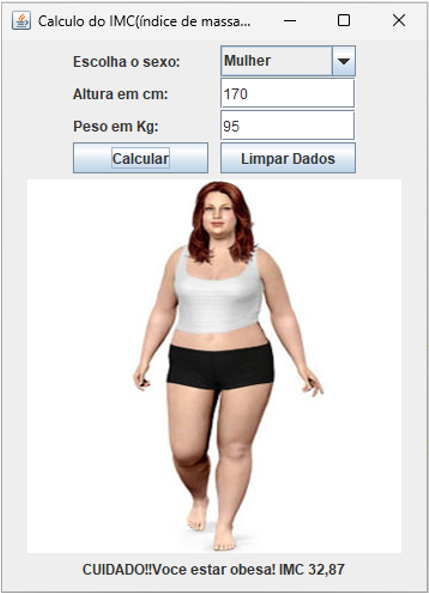 Calculo do IMC(índice de massa...
Escolha o sexo: Mulher
Altura em cm: 170
Peso em Kg: 95
Calcular Limpar Dados
CUIDADO!!Voce estar obesa! IMC 32,87